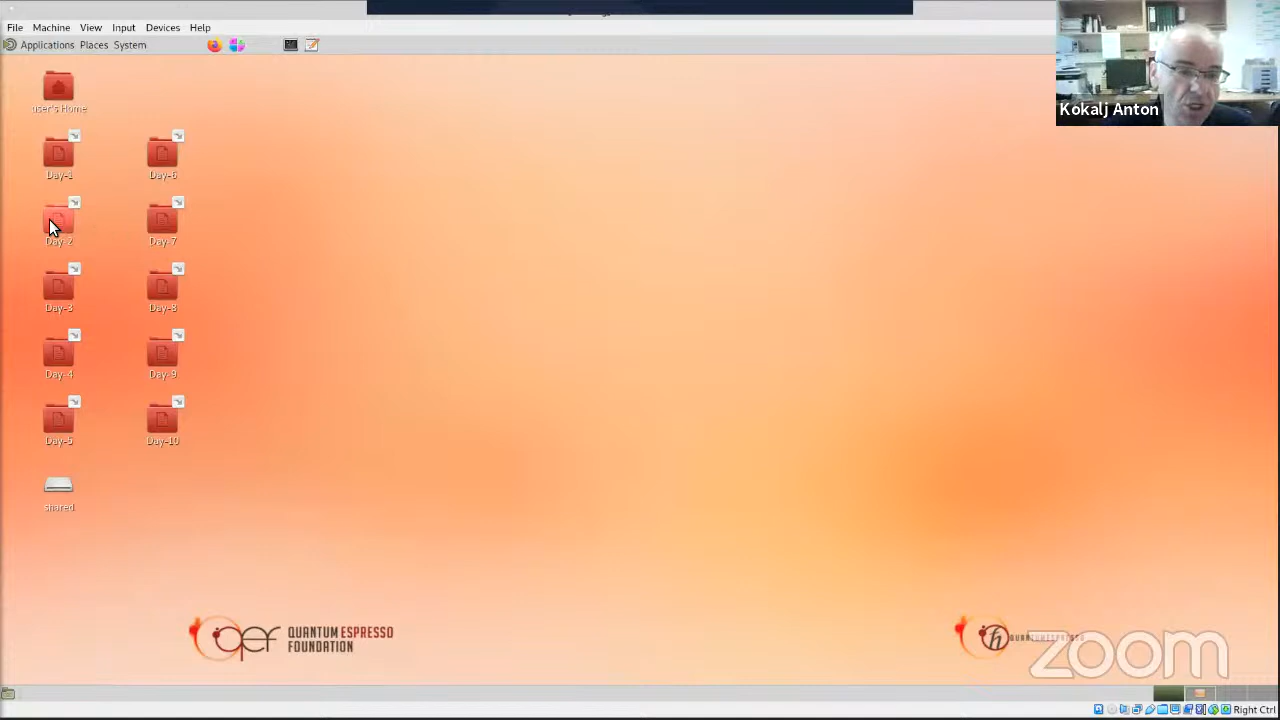 File Machine View Input Devices Help
Applications Places System
Kokalj Anton
user's Home
Day-1 Day-6
Day-2 Day-7
Day-3 Day-8
Day-4 Day-9
Day-5 Day-10
shared
QUANTUM ESPRESSO
FOUNDATION
zoom
Right Ctrl